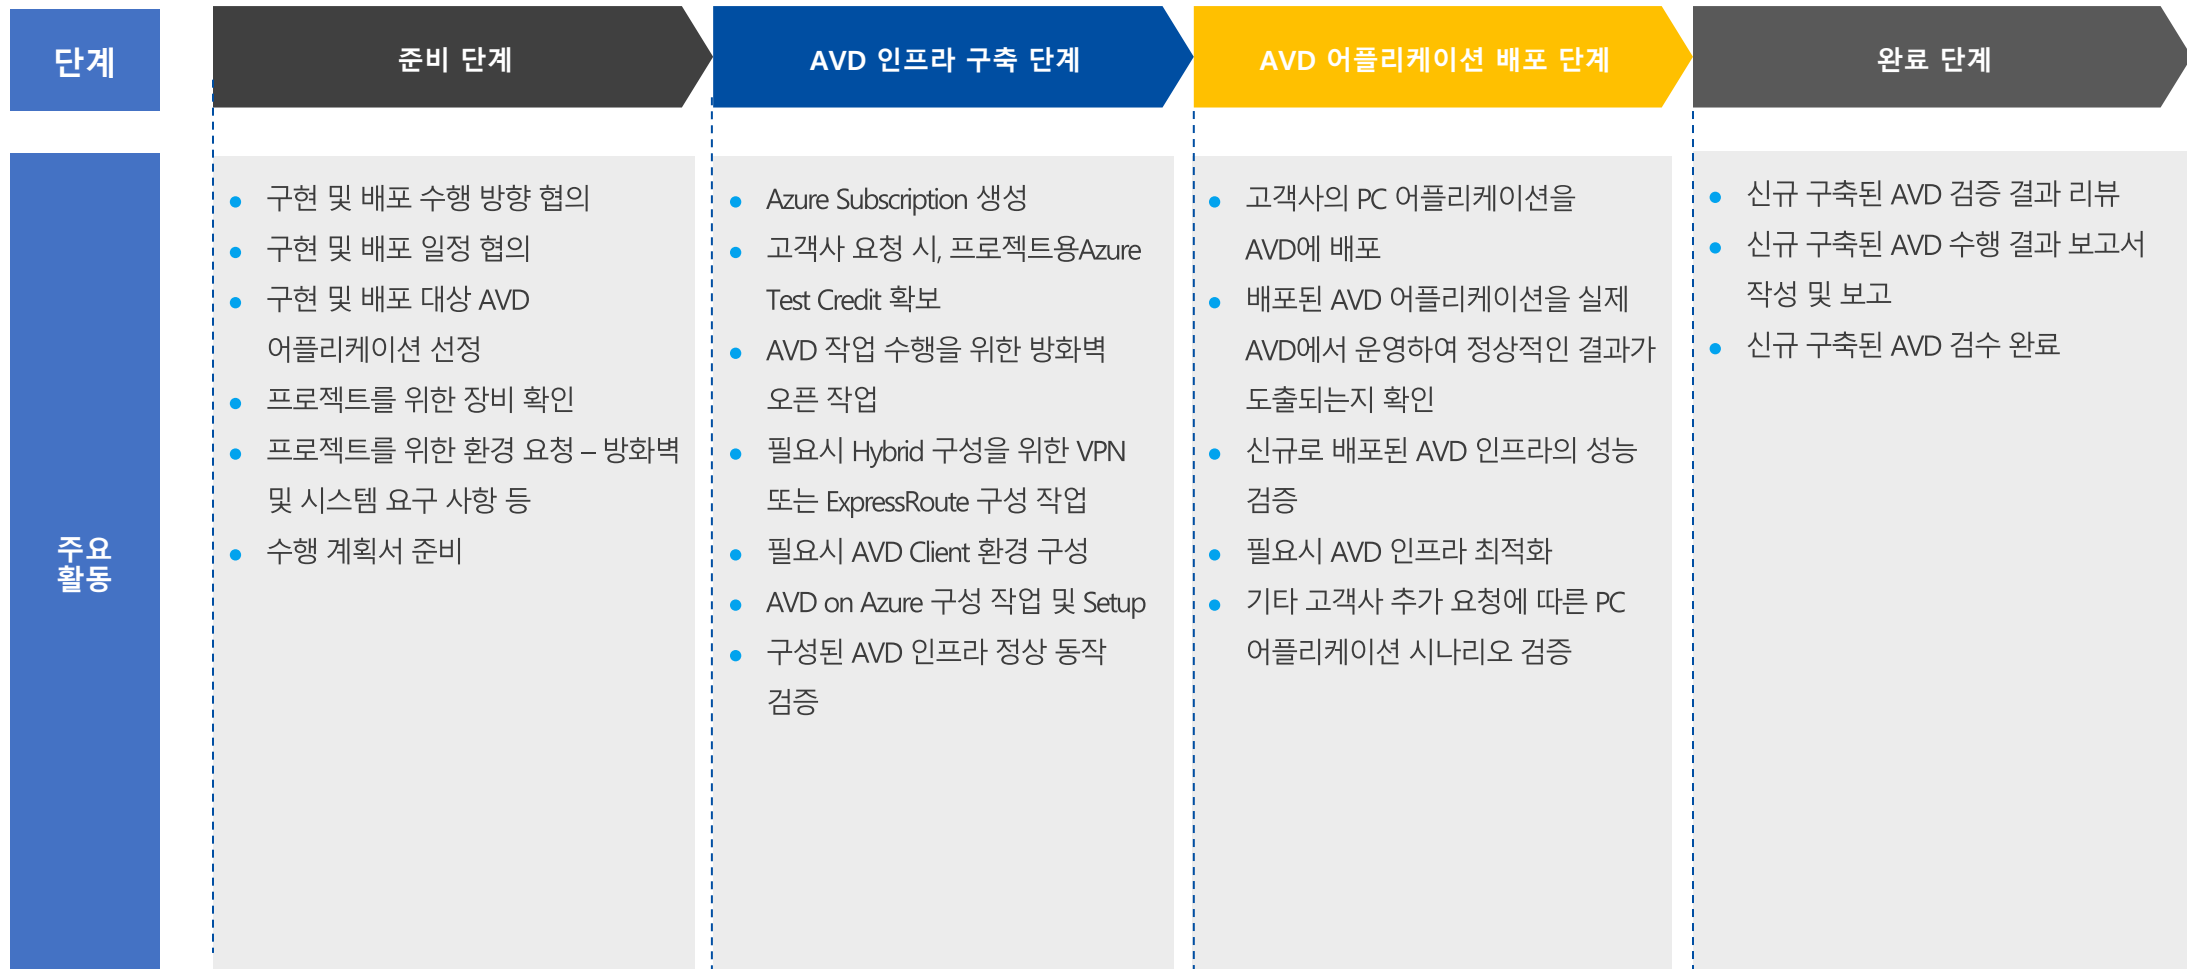 단계
준비 단계
AVD 인프라 구축 단계
AVD 어플리케이션 배포 단계
완료 단계
주요
활동
구현 및 배포 수행 방향 협의
구현 및 배포 일정 협의
구현 및 배포 대상 AVD
어플리케이션 선정
프로젝트를 위한 장비 확인
프로젝트를 위한 환경 요청 – 방화벽
및 시스템 요구 사항 등
수행 계획서 준비
Azure Subscription 생성
고객사 요청 시, 프로젝트용Azure
Test Credit 확보
AVD 작업 수행을 위한 방화벽
오픈 작업
필요시 Hybrid 구성을 위한 VPN
또는 ExpressRoute 구성 작업
필요시 AVD Client 환경 구성
AVD on Azure 구성 작업 및 Setup
구성된 AVD 인프라 정상 동작
검증
고객사의 PC 어플리케이션을
AVD에 배포
배포된 AVD 어플리케이션을 실제
AVD에서 운영하여 정상적인 결과가
도출되는지 확인
신규로 배포된 AVD 인프라의 성능
검증
필요시 AVD 인프라 최적화
기타 고객사 추가 요청에 따른 PC
어플리케이션 시나리오 검증
신규 구축된 AVD 검증 결과 리뷰
신규 구축된 AVD 수행 결과 보고서
작성 및 보고
신규 구축된 AVD 검수 완료